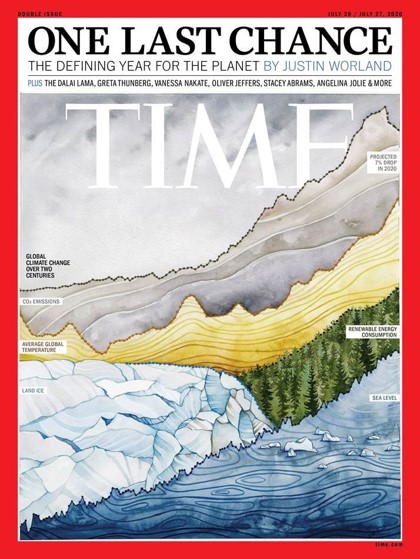 DOUBLE ISSUE
JULY 20 / JULY 27, 2020
ONE LAST CHANCE
THE DEFINING YEAR FOR THE PLANET BY JUSTIN WORLAND
PLUS THE DALAI LAMA, GRETA THUNBERG, VANESSA NAKATE, OLIVER JEFFERS, STACEY ABRAMS, ANGELINA JOLIE & MORE
TIME
PROJECTED
7% DROP
IN 2020
GLOBAL
CLIMATE CHANGE
OVER TWO
CENTURIES
CO₂ EMISSIONS
RENEWABLE ENERGY
CONSUMPTION
AVERAGE GLOBAL
TEMPERATURE
LAND ICE
SEA LEVEL
time.com